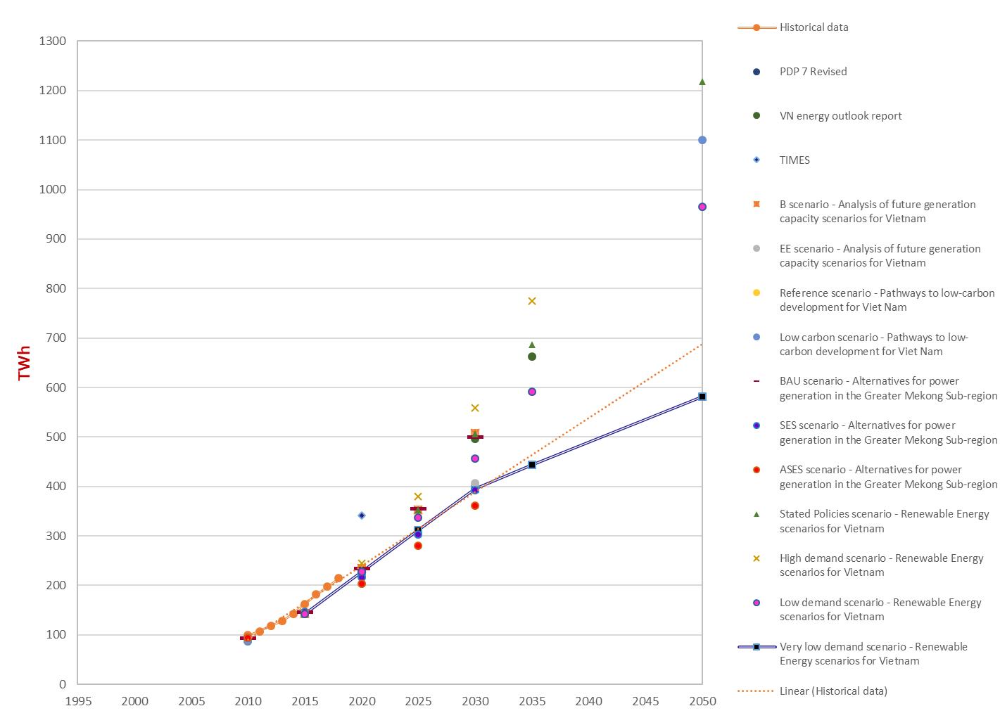 1300
1200
1100
1000
900
800
700
600
500
400
300
200
100
0
TWh
1995 2000 2005 2010 2015 2020 2025 2030 2035 2040 2045 2050
Historical data
PDP 7 Revised
VN energy outlook report
TIMES
B scenario - Analysis of future generation
capacity scenarios for Vietnam
EE scenario - Analysis of future generation
capacity scenarios for Vietnam
Reference scenario - Pathways to low-carbon
development for Viet Nam
Low carbon scenario - Pathways to low-
carbon development for Viet Nam
BAU scenario - Alternatives for power
generation in the Greater Mekong Sub-region
SES scenario - Alternatives for power
generation in the Greater Mekong Sub-region
ASES scenario - Alternatives for power
generation in the Greater Mekong Sub-region
Stated Policies scenario - Renewable Energy
scenarios for Vietnam
High demand scenario - Renewable Energy
scenarios for Vietnam
Low demand scenario - Renewable Energy
scenarios for Vietnam
Very low demand scenario - Renewable
Energy scenarios for Vietnam
Linear (Historical data)